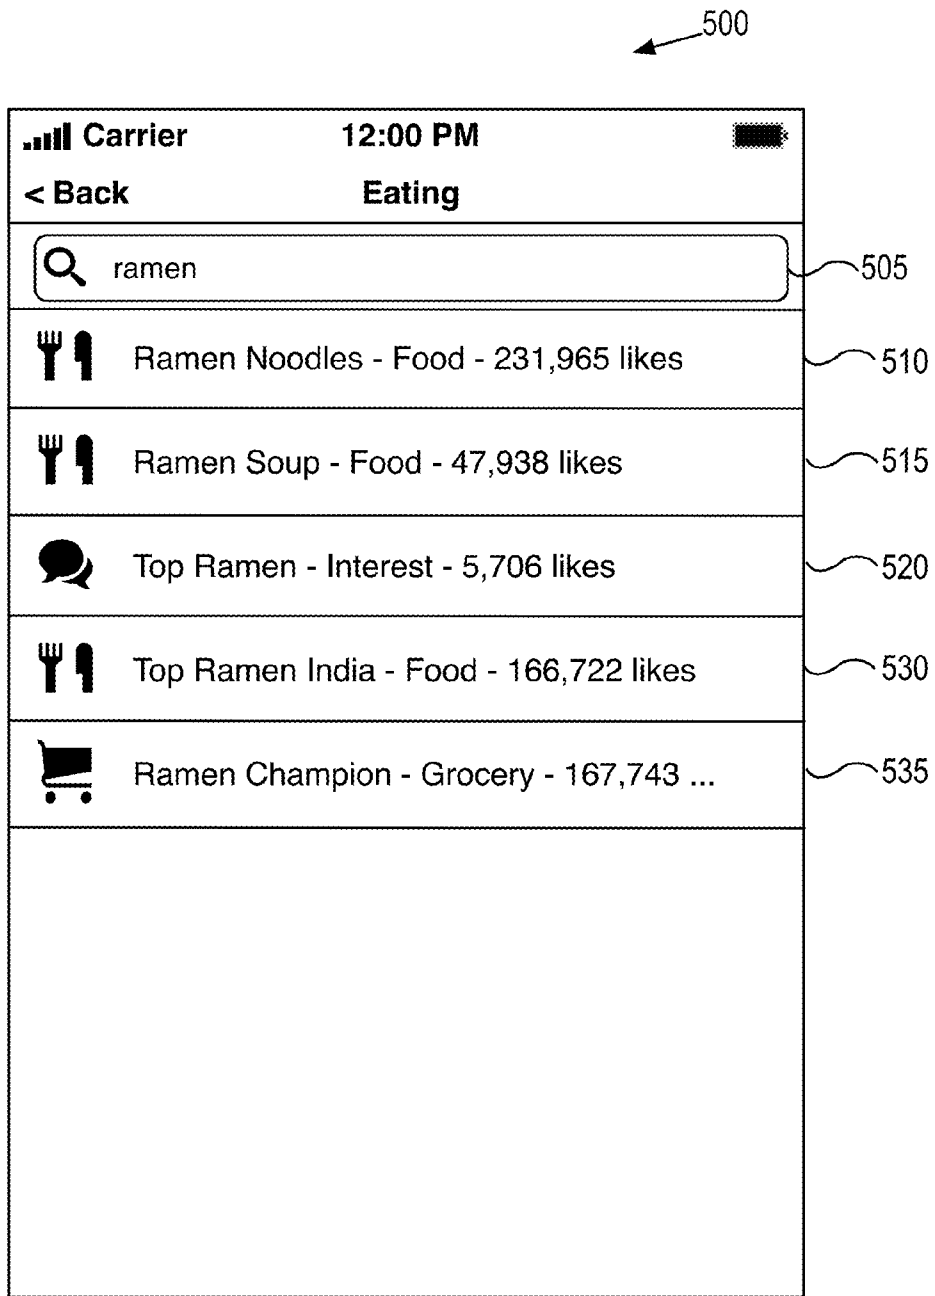 500
Carrier 12:00 PM
< Back Eating
ramen 505
Ramen Noodles - Food - 231,965 likes 510
Ramen Soup - Food - 47,938 likes 515
Top Ramen - Interest - 5,706 likes 520
Top Ramen India - Food - 166,722 likes 530
Ramen Champion - Grocery - 167,743 ... 535